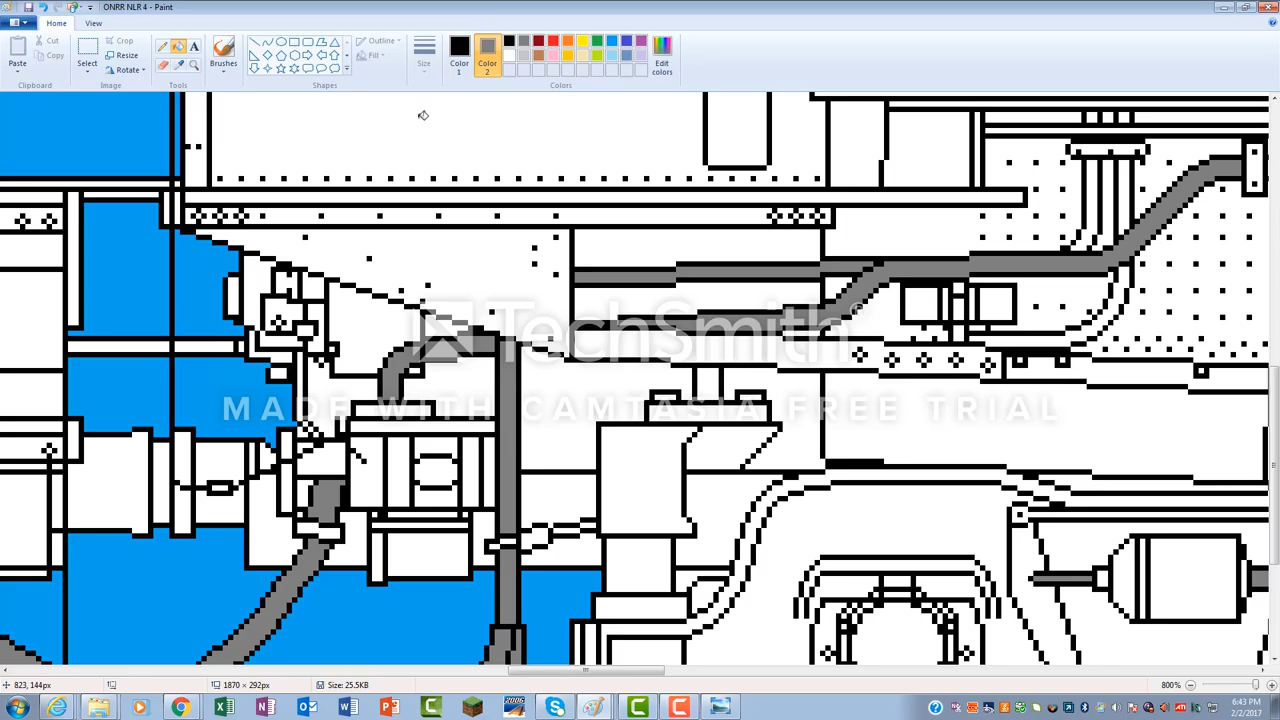 ONRR NLR 4 - Paint
Home View
Paste
Cut
Copy
Clipboard
Select
Crop
Resize
Rotate
Image
A
Tools
Brushes
Shapes
Outline
Fill
Size
Color 1
Color 2
Edit colors
Colors
TechSmith®
MADE WITH CAMTASIA FREE TRIAL
823, 144px
1870 × 292px
Size: 25.5KB
800%
2006
6:43 PM
2/2/2017